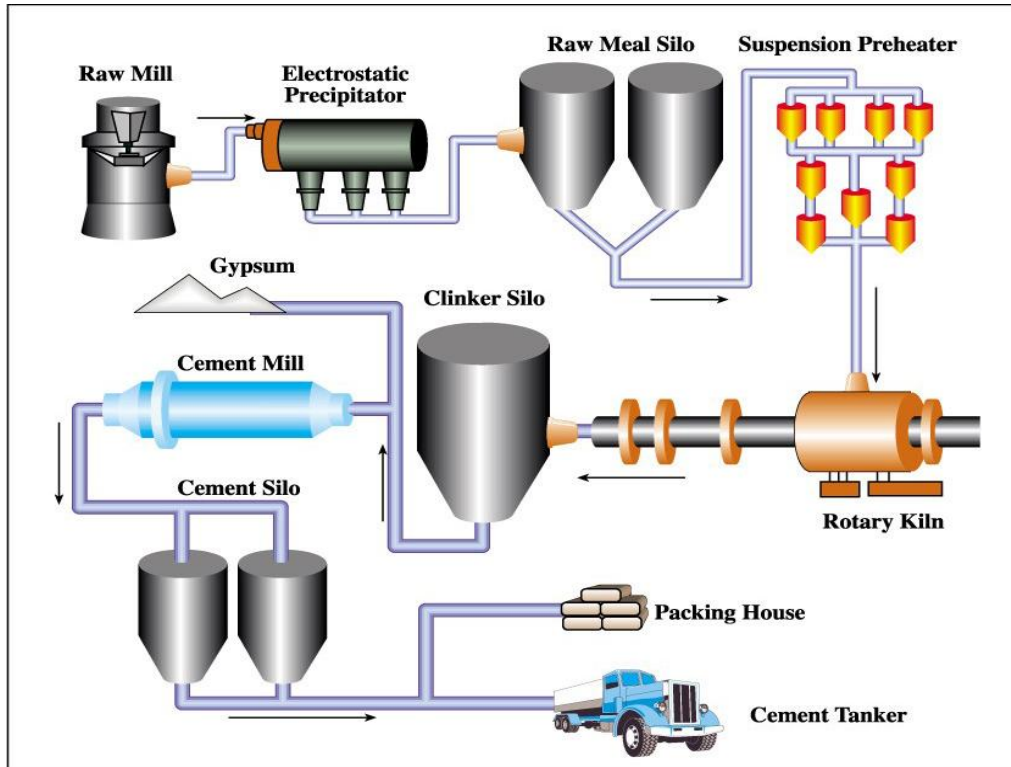 Raw Mill
Electrostatic
Precipitator
Raw Meal Silo
Suspension Preheater
Gypsum
Clinker Silo
Cement Mill
Cement Silo
Rotary Kiln
Packing House
Cement Tanker